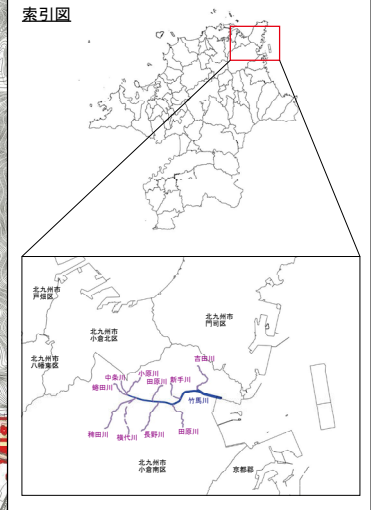 索引図
北九州市
戸畑区
北九州市
門司区
北九州市
小倉北区
北九州市
八幡東区
吉田川
小原川
中条川
田原川
新手川
蜷田川
竹馬川
稗田川
横代川
長野川
田原川
北九州市
小倉南区
京都郡